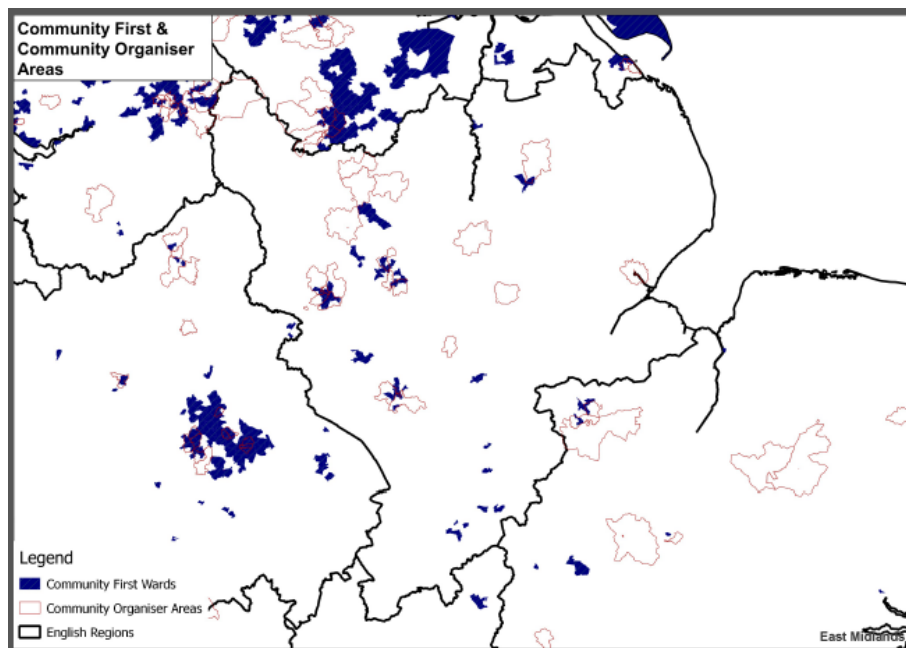 Community First &
Community Organiser
Areas
Legend
Community First Wards
Community Organiser Areas
English Regions
East Midlands